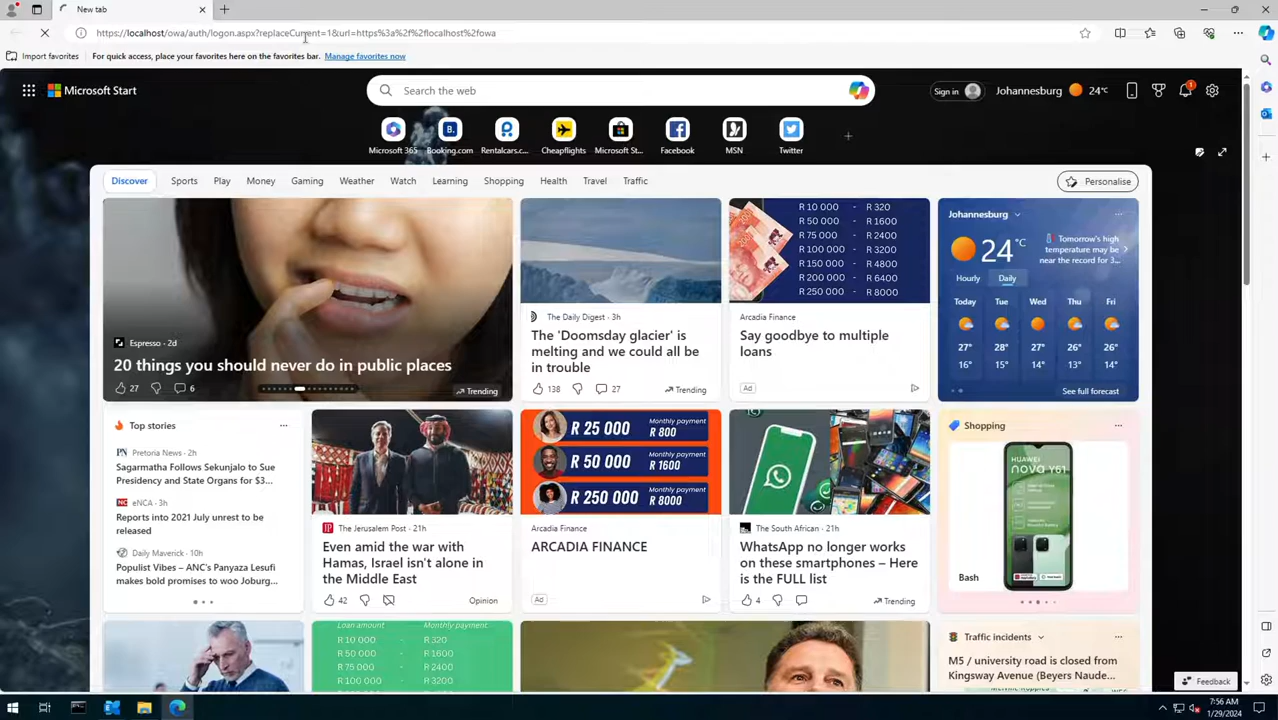 New tab
https://localhost/owa/auth/logon.aspx?replaceCurrent=1&url=https%3a%2f%2flocalhost%2fowa
Import favorites
For quick access, place your favorites here on the favorites bar. Manage favorites now
Microsoft Start
Search the web
Sign in
Johannesburg
24°C
1
Microsoft 365
Booking.com
Rentalcars.c...
Cheapflights
Microsoft St...
Facebook
MSN
Twitter
Discover
Sports
Play
Money
Gaming
Weather
Watch
Learning
Shopping
Health
Travel
Traffic
Personalise
Espresso · 2d
20 things you should never do in public places
27
6
Trending
The Daily Digest · 3h
The 'Doomsday glacier' is
melting and we could all be
in trouble
138
27
Trending
R 10 000 - R 320
R 50 000 - R 1600
R 75 000 - R 2400
R 100 000 - R 3200
R 150 000 - R 4800
R 200 000 - R 6400
R 250 000 - R 8000
Arcadia Finance
Say goodbye to multiple
loans
Ad
Johannesburg
24°C
Tomorrow's high
temperature may be
near the record for 3...
Hourly
Daily
Today
Tue
Wed
Thu
Fri
27°
28°
27°
26°
26°
16°
15°
14°
13°
14°
See full forecast
Top stories
Pretoria News · 2h
Sagarmatha Follows Sekunjalo to Sue
Presidency and State Organs for $3...
eNCA · 3h
Reports into 2021 July unrest to be
released
Daily Maverick · 10h
Populist Vibes – ANC's Panyaza Lesufi
makes bold promises to woo Joburg...
The Jerusalem Post · 21h
Even amid the war with
Hamas, Israel isn't alone in
the Middle East
42
Opinion
R 25 000
Monthly payment
R 800
R 50 000
Monthly payment
R 1600
R 250 000
Monthly payment
R 8000
Arcadia Finance
ARCADIA FINANCE
Ad
The South African · 21h
WhatsApp no longer works
on these smartphones – Here
is the FULL list
4
Trending
Shopping
HUAWEI
nova Y61
Bash
Loan amount
Monthly payment
R 10 000 - R 320
R 50 000 - R 1600
R 75 000 - R 2400
R 100 000 - R 3200
Traffic incidents
M5 / university road is closed from
Kingsway Avenue (Beyers Naude...
Feedback
7:56 AM
1/29/2024